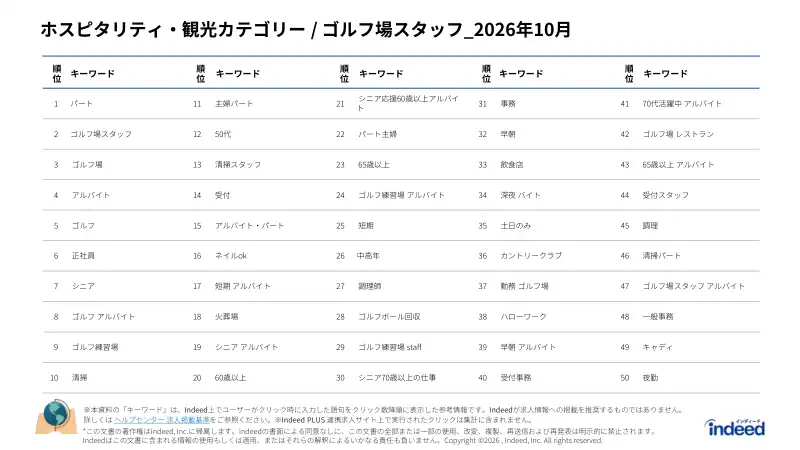 ホスピタリティ・観光カテゴリー / ゴルフ場スタッフ_2026年10月
順位 キーワード 順位 キーワード 順位 キーワード 順位 キーワード 順位 キーワード
1 パート 11 主婦パート 21 シニア応援60歳以上アルバイト 31 事務 41 70代活躍中 アルバイト
2 ゴルフ場スタッフ 12 50代 22 パート主婦 32 早朝 42 ゴルフ場 レストラン
3 ゴルフ場 13 清掃スタッフ 23 65歳以上 33 飲食店 43 65歳以上 アルバイト
4 アルバイト 14 受付 24 ゴルフ練習場 アルバイト 34 深夜 バイト 44 受付スタッフ
5 ゴルフ 15 アルバイト・パート 25 短期 35 土日のみ 45 調理
6 正社員 16 ネイルok 26 中高年 36 カントリークラブ 46 清掃パート
7 シニア 17 短期 アルバイト 27 調理師 37 勤務 ゴルフ場 47 ゴルフ場スタッフ アルバイト
8 ゴルフ アルバイト 18 火葬場 28 ゴルフボール回収 38 ハローワーク 48 一般事務
9 ゴルフ練習場 19 シニア アルバイト 29 ゴルフ練習場 staff 39 早朝 アルバイト 49 キャディ
10 清掃 20 60歳以上 30 シニア70歳以上の仕事 40 受付事務 50 夜勤
※本資料の「キーワード」は、Indeed上でユーザーがクリック時に入力した語句をクリック数降順に表示した参考情報です。Indeedが求人情報への掲載を推奨するものではありません。
詳しくは ヘルプセンター 求人掲載基準をご参照ください。※Indeed PLUS 連携求人サイト上で実行されたクリックは集計に含まれません。
*この文書の著作権はIndeed, Inc.に帰属します。Indeedの書面による同意なしに、この文書の全部または一部の使用、改変、複製、再送信および再発表は明示的に禁止されます。
Indeedはこの文書に含まれる情報の使用もしくは適用、またはそれらの解釈によるいかなる責任も負いません。Copyright ©2026 , Indeed, Inc. All rights reserved.
インディード
indeed